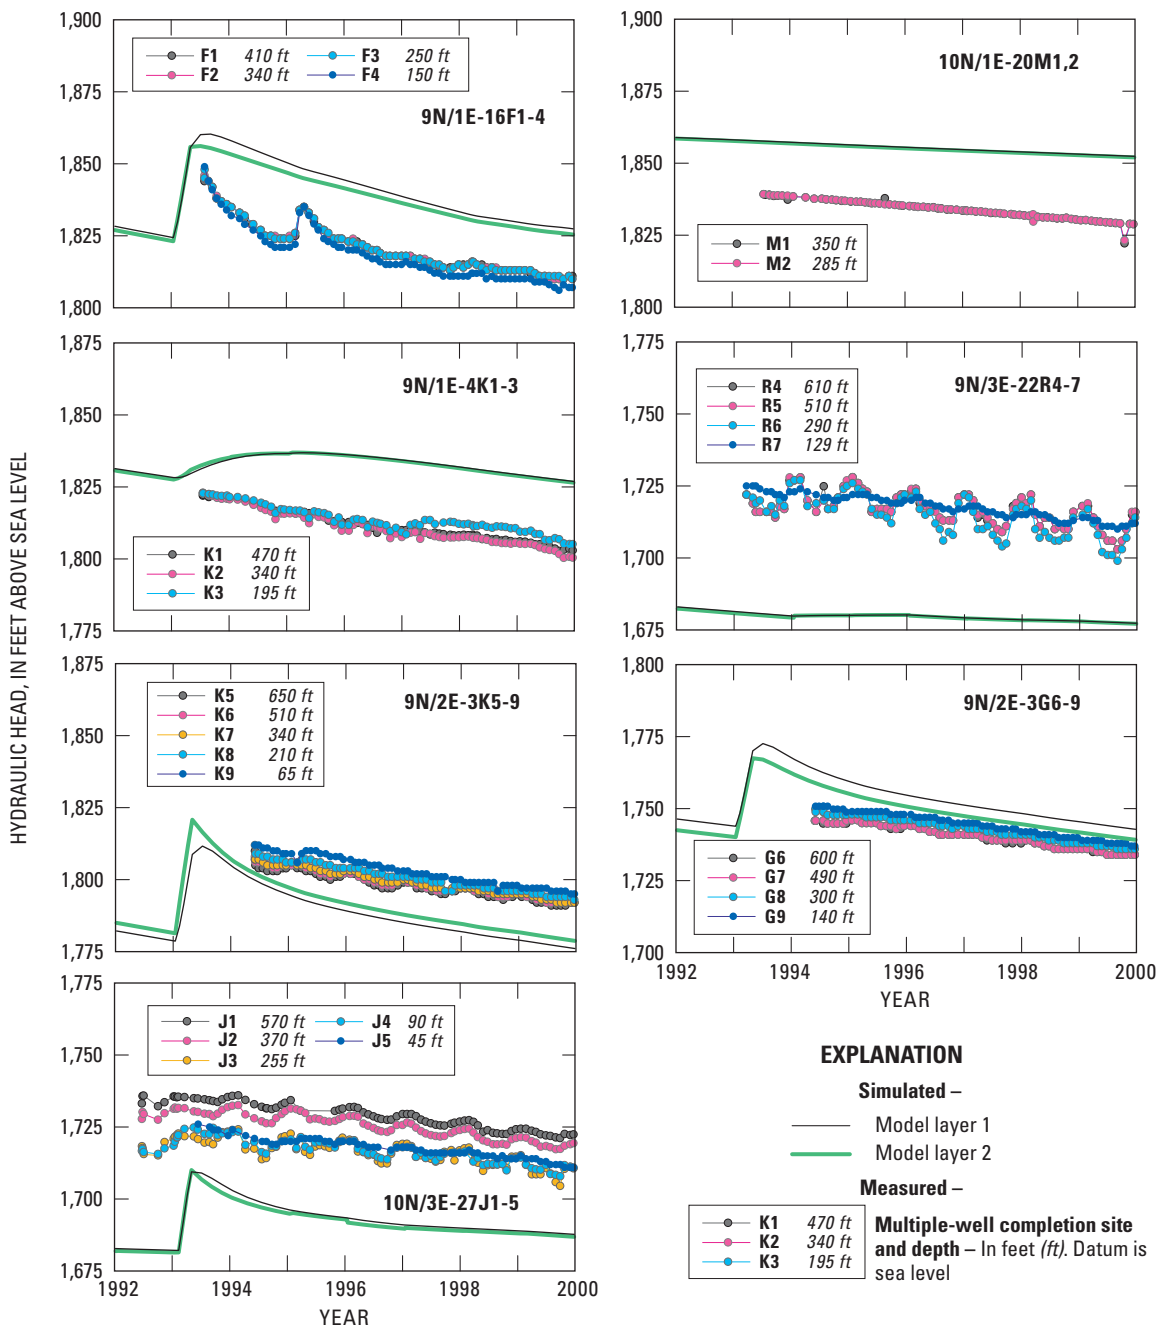 HYDRAULIC HEAD, IN FEET ABOVE SEA LEVEL
1,900
1,875
1,850
1,825
1,800
F1 410 ft F3 250 ft
F2 340 ft F4 150 ft
9N/1E-16F1-4
1,900
1,875
1,850
1,825
1,800
10N/1E-20M1,2
M1 350 ft
M2 285 ft
1,875
1,850
1,825
1,800
1,775
9N/1E-4K1-3
K1 470 ft
K2 340 ft
K3 195 ft
1,775
1,750
1,725
1,700
1,675
R4 610 ft
R5 510 ft
R6 290 ft
R7 129 ft
9N/3E-22R4-7
1,875
1,850
1,825
1,800
1,775
K5 650 ft
K6 510 ft
K7 340 ft
K8 210 ft
K9 65 ft
9N/2E-3K5-9
1,800
1,775
1,750
1,725
1,700
9N/2E-3G6-9
G6 600 ft
G7 490 ft
G8 300 ft
G9 140 ft
1992 1994 1996 1998 2000
YEAR
1,775
1,750
1,725
1,700
1,675
J1 570 ft J4 90 ft
J2 370 ft J5 45 ft
J3 255 ft
10N/3E-27J1-5
1992 1994 1996 1998 2000
YEAR
EXPLANATION
Simulated –
Model layer 1
Model layer 2
Measured –
K1 470 ft
K2 340 ft
K3 195 ft
Multiple-well completion site
and depth – In feet (ft). Datum is
sea level